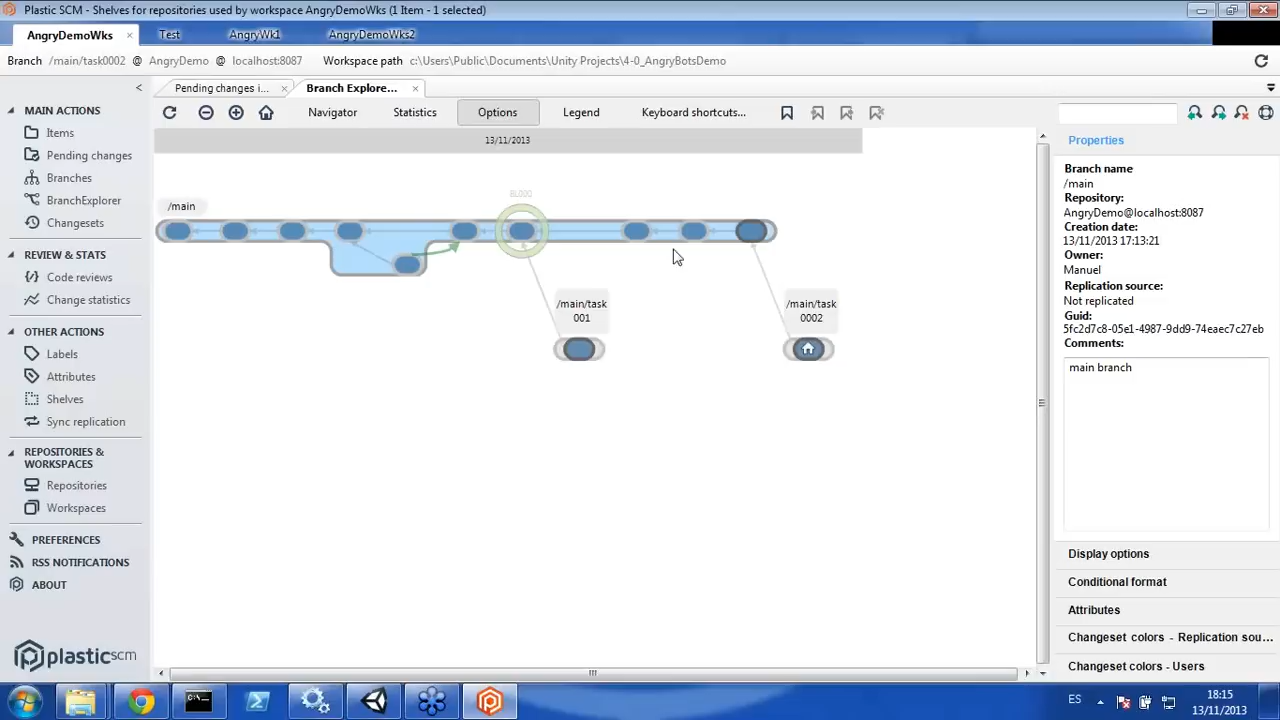 Plastic SCM - Shelves for repositories used by workspace AngryDemoWks (1 Item - 1 selected)
AngryDemoWks
Test
AngryWk1
AngryDemoWks2
Branch /main/task0002 @ AngryDemo @ localhost:8087 Workspace path c:\Users\Public\Documents\Unity Projects\4-0_AngryBotsDemo
MAIN ACTIONS
Items
Pending changes
Branches
BranchExplorer
Changesets
REVIEW & STATS
Code reviews
Change statistics
OTHER ACTIONS
Labels
Attributes
Shelves
Sync replication
REPOSITORIES &
WORKSPACES
Repositories
Workspaces
PREFERENCES
RSS NOTIFICATIONS
ABOUT
plastic SCM
Pending changes i...
Branch Explore...
Navigator
Statistics
Options
Legend
Keyboard shortcuts...
13/11/2013
/main
BL000
/main/task
001
/main/task
0002
Properties
Branch name
/main
Repository:
AngryDemo@localhost:8087
Creation date:
13/11/2013 17:13:21
Owner:
Manuel
Replication source:
Not replicated
Guid:
5fc2d7c8-05e1-4987-9dd9-74eaec7c27eb
Comments:
main branch
Display options
Conditional format
Attributes
Changeset colors - Replication sou...
Changeset colors - Users
ES
18:15
13/11/2013